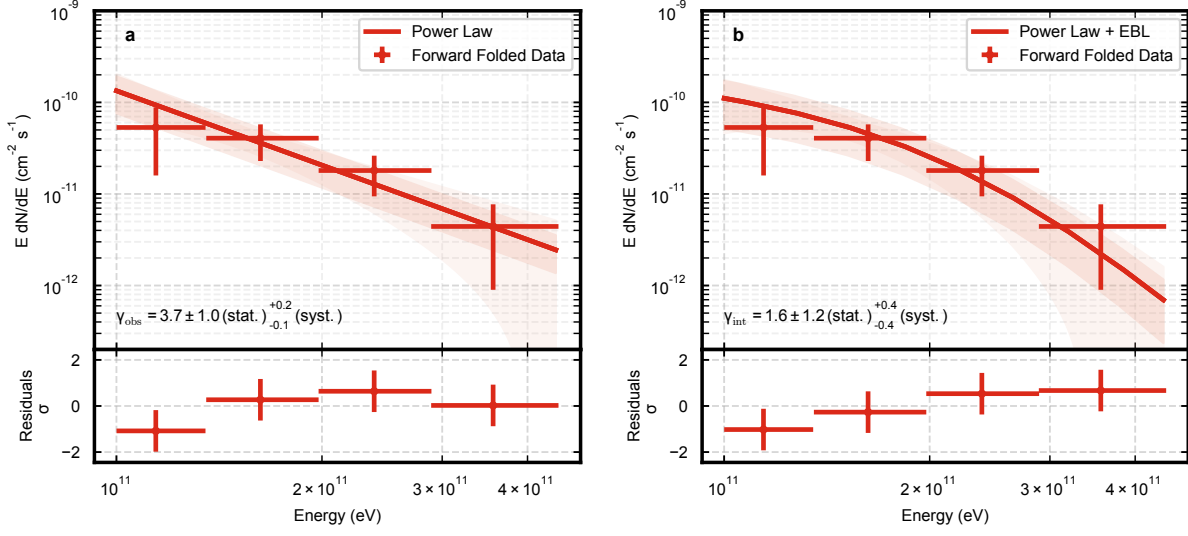 a
Power Law
Forward Folded Data
E dN/dE (cm⁻² s⁻¹)
10⁻⁹
10⁻¹⁰
10⁻¹¹
10⁻¹²
γ_obs = 3.7 ± 1.0 (stat.) +0.2 -0.1 (syst.)
Residuals
σ
2
0
−2
10¹¹
2 × 10¹¹
3 × 10¹¹
4 × 10¹¹
Energy (eV)
b
Power Law + EBL
Forward Folded Data
E dN/dE (cm⁻² s⁻¹)
10⁻⁹
10⁻¹⁰
10⁻¹¹
10⁻¹²
γ_int = 1.6 ± 1.2 (stat.) +0.4 -0.4 (syst.)
Residuals
σ
2
0
−2
10¹¹
2 × 10¹¹
3 × 10¹¹
4 × 10¹¹
Energy (eV)